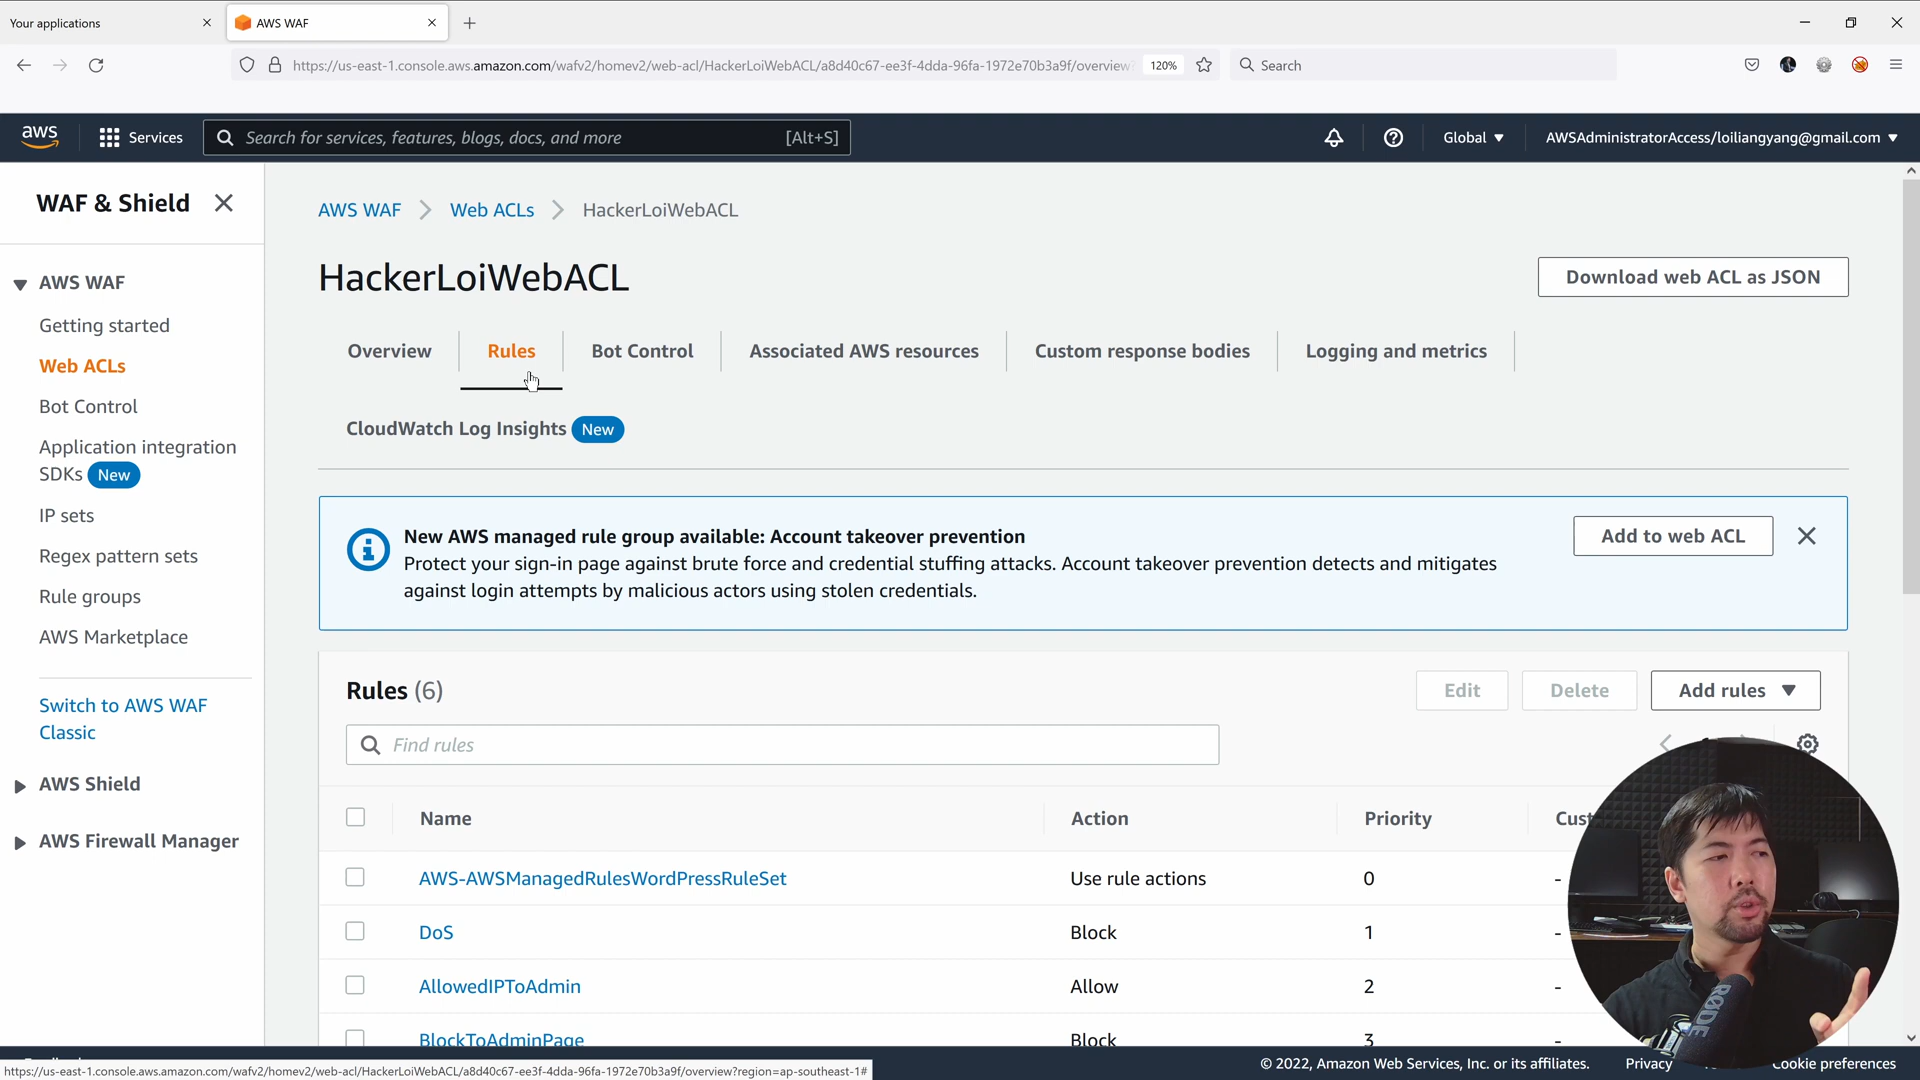 Your applications
AWS WAF
https://us-east-1.console.aws.amazon.com/wafv2/homev2/web-acl/HackerLoiWebACL/a8d40c67-ee3f-4dda-96fa-1972e70b3a9f/overview?
120%
Search
aws
Services
Search for services, features, blogs, docs, and more
[Alt+S]
Global
AWSAdministratorAccess/loiliangyang@gmail.com
WAF & Shield
AWS WAF
Getting started
Web ACLs
Bot Control
Application integration
SDKs New
IP sets
Regex pattern sets
Rule groups
AWS Marketplace
Switch to AWS WAF
Classic
AWS Shield
AWS Firewall Manager
AWS WAF
Web ACLs
HackerLoiWebACL
HackerLoiWebACL
Download web ACL as JSON
Overview
Rules
Bot Control
Associated AWS resources
Custom response bodies
Logging and metrics
CloudWatch Log Insights New
New AWS managed rule group available: Account takeover prevention
Protect your sign-in page against brute force and credential stuffing attacks. Account takeover prevention detects and mitigates
against login attempts by malicious actors using stolen credentials.
Add to web ACL
Rules (6)
Edit
Delete
Add rules
Find rules
Name
Action
Priority
Cust
AWS-AWSManagedRulesWordPressRuleSet
Use rule actions
0
-
DoS
Block
1
-
AllowedIPToAdmin
Allow
2
-
BlockToAdminPage
Block
3
-
RØDE
© 2022, Amazon Web Services, Inc. or its affiliates.
Privacy
Cookie preferences
https://us-east-1.console.aws.amazon.com/wafv2/homev2/web-acl/HackerLoiWebACL/a8d40c67-ee3f-4dda-96fa-1972e70b3a9f/overview?region=ap-southeast-1#